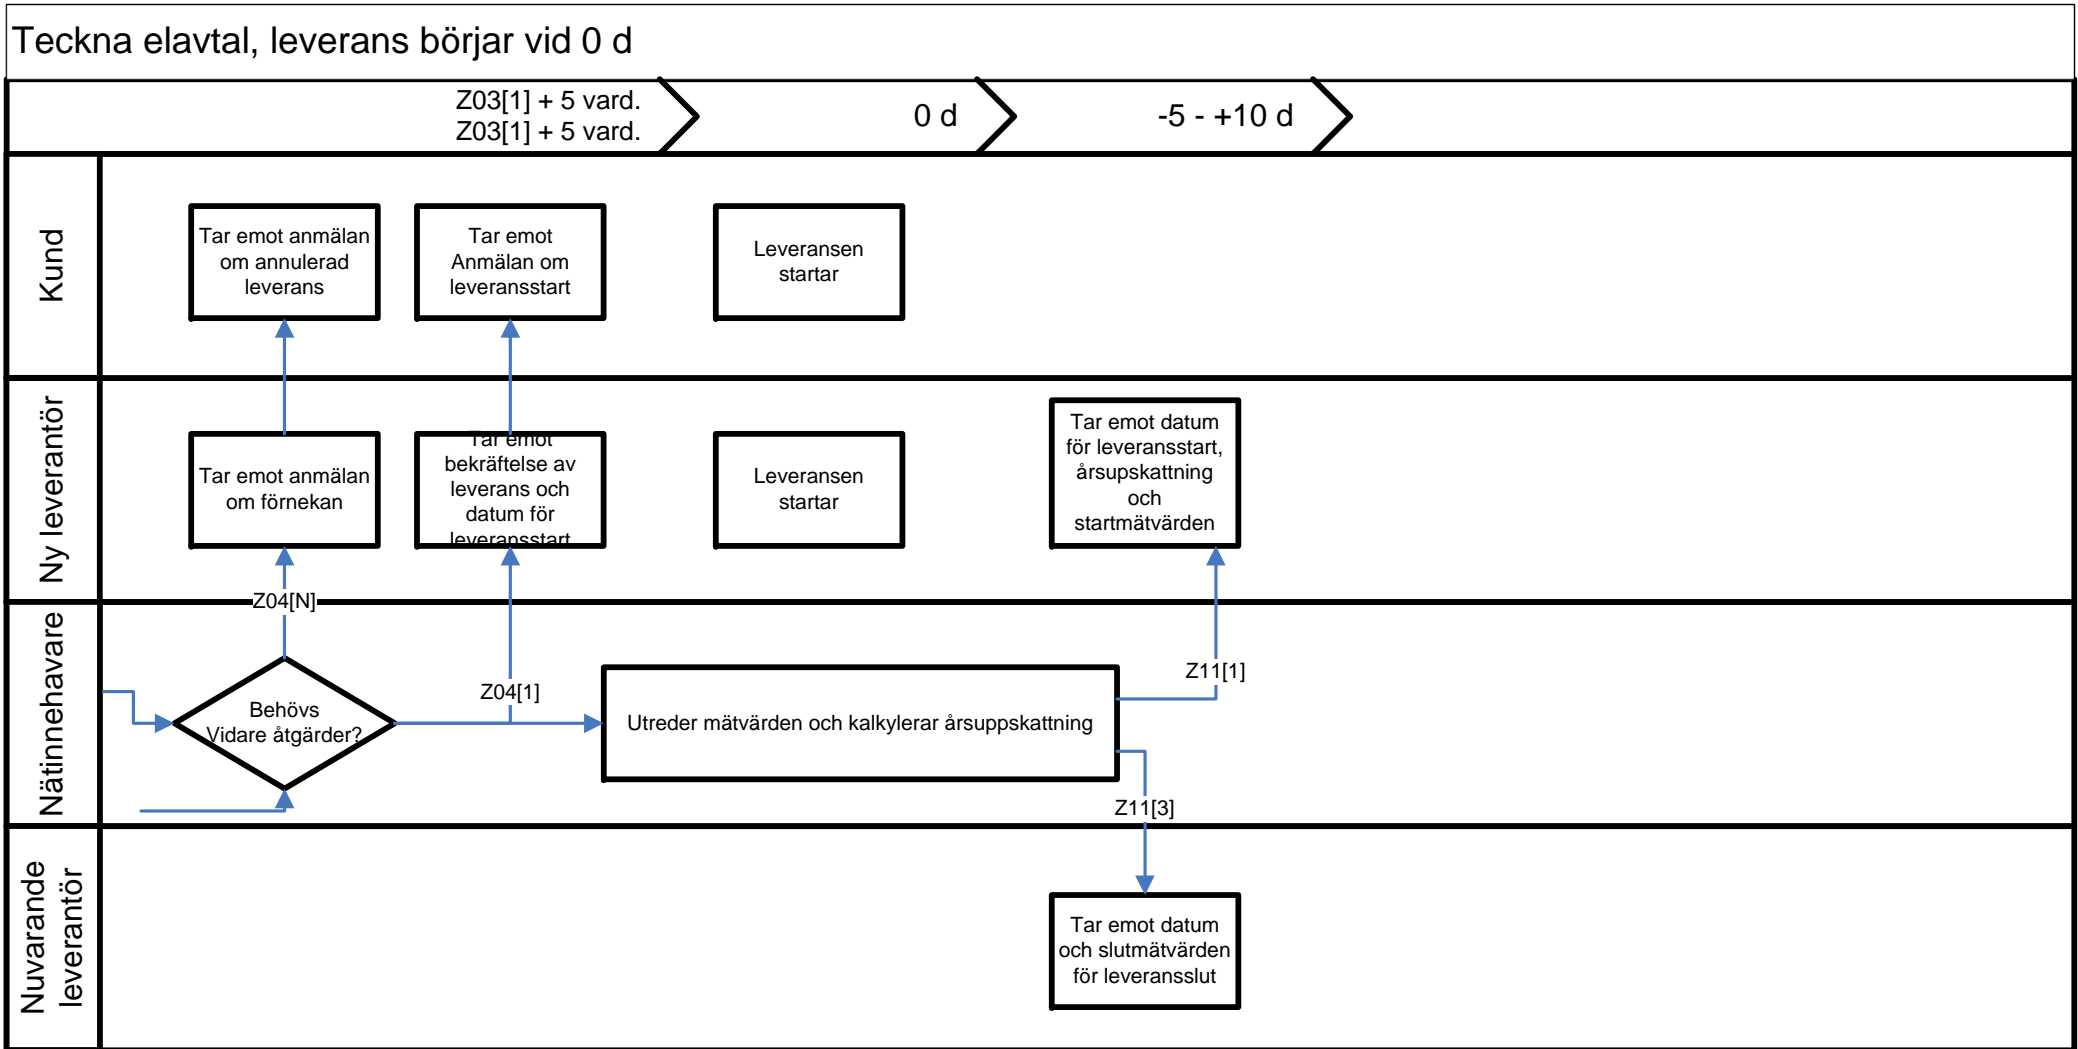 Teckna elavtal, leverans börjar vid 0 d
Z03[1] + 5 vard.
Z03[1] + 5 vard.
0 d
-5 - +10 d
Kund
Tar emot anmälan
om annulerad
leverans
Tar emot
Anmälan om
leveransstart
Leveransen
startar
Ny leverantör
Tar emot anmälan
om förnekan
Tar emot
bekräftelse av
leverans och
datum för
leveransstart
Leveransen
startar
Tar emot datum
för leveransstart,
årsupskattning
och
startmätvärden
Z04[N]
Nätinnehavare
Behövs
Vidare åtgärder?
Z04[1]
Utreder mätvärden och kalkylerar årsuppskattning
Z11[1]
Z11[3]
Nuvarande
leverantör
Tar emot datum
och slutmätvärden
för leveransslut